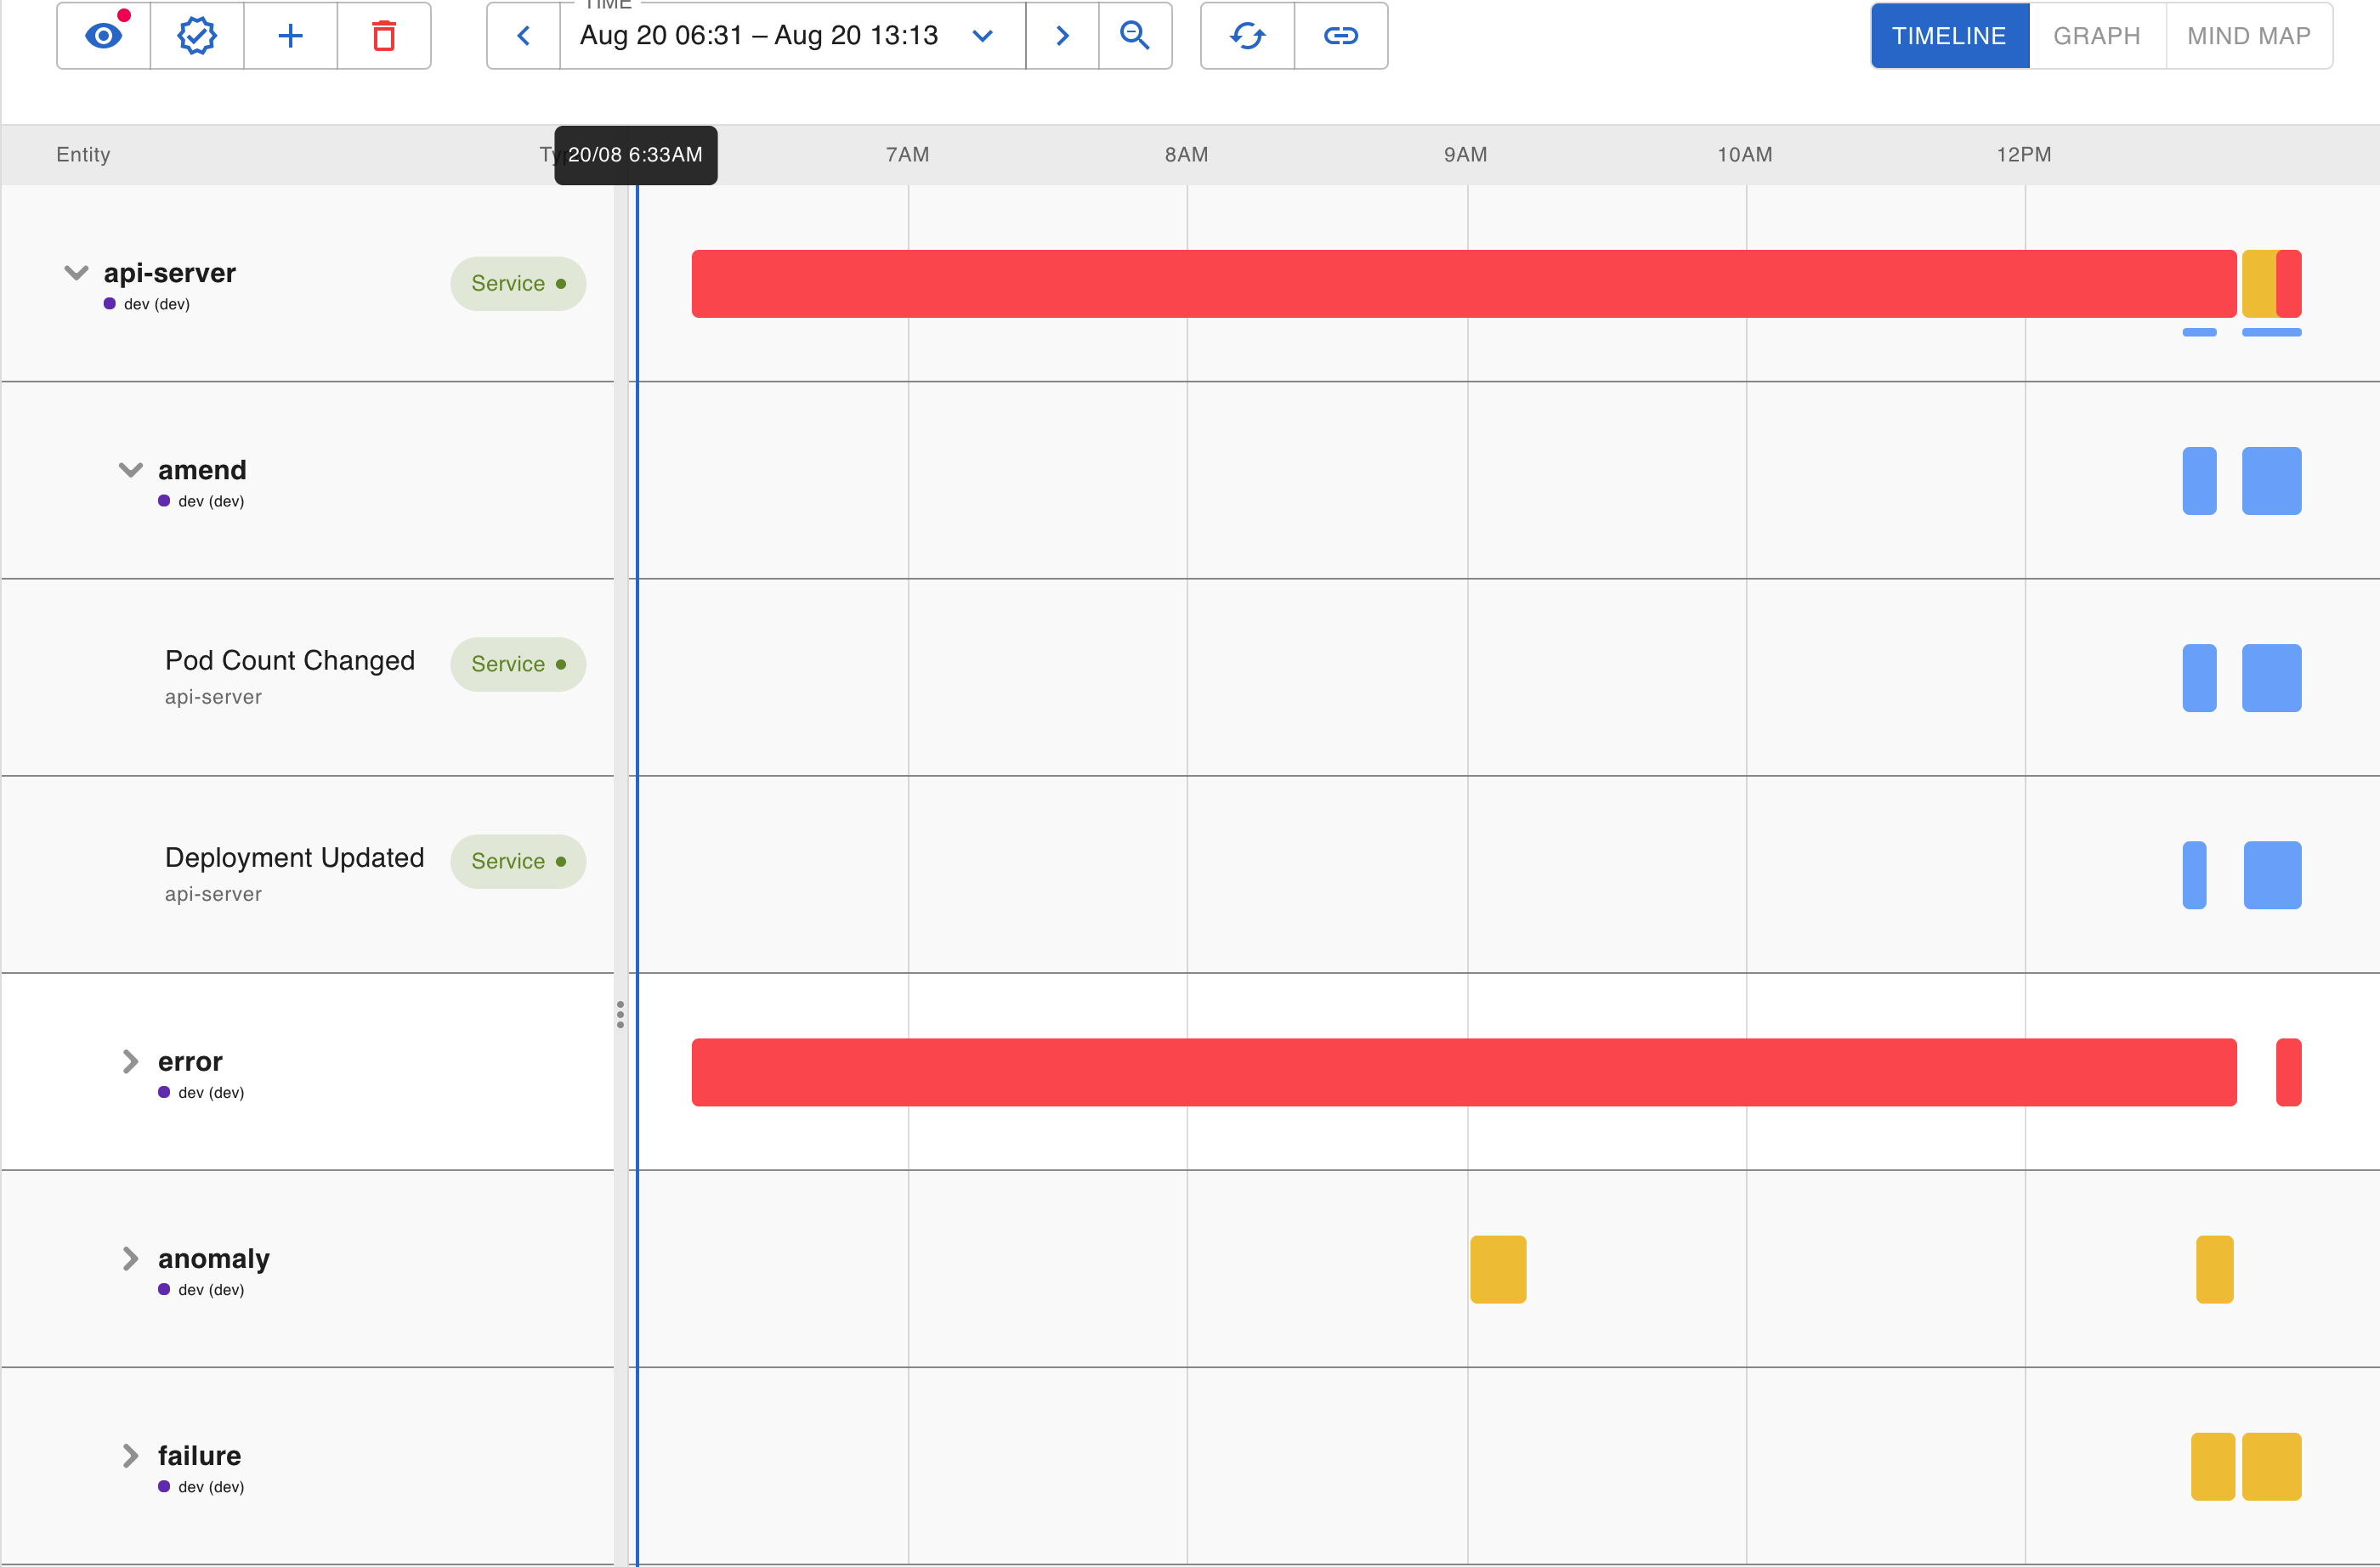 TIME
Aug 20 06:31 – Aug 20 13:13
TIMELINE
GRAPH
MIND MAP
Entity
20/08 6:33AM
7AM
8AM
9AM
10AM
12PM
api-server
dev (dev)
Service
amend
dev (dev)
Pod Count Changed
api-server
Service
Deployment Updated
api-server
Service
error
dev (dev)
anomaly
dev (dev)
failure
dev (dev)